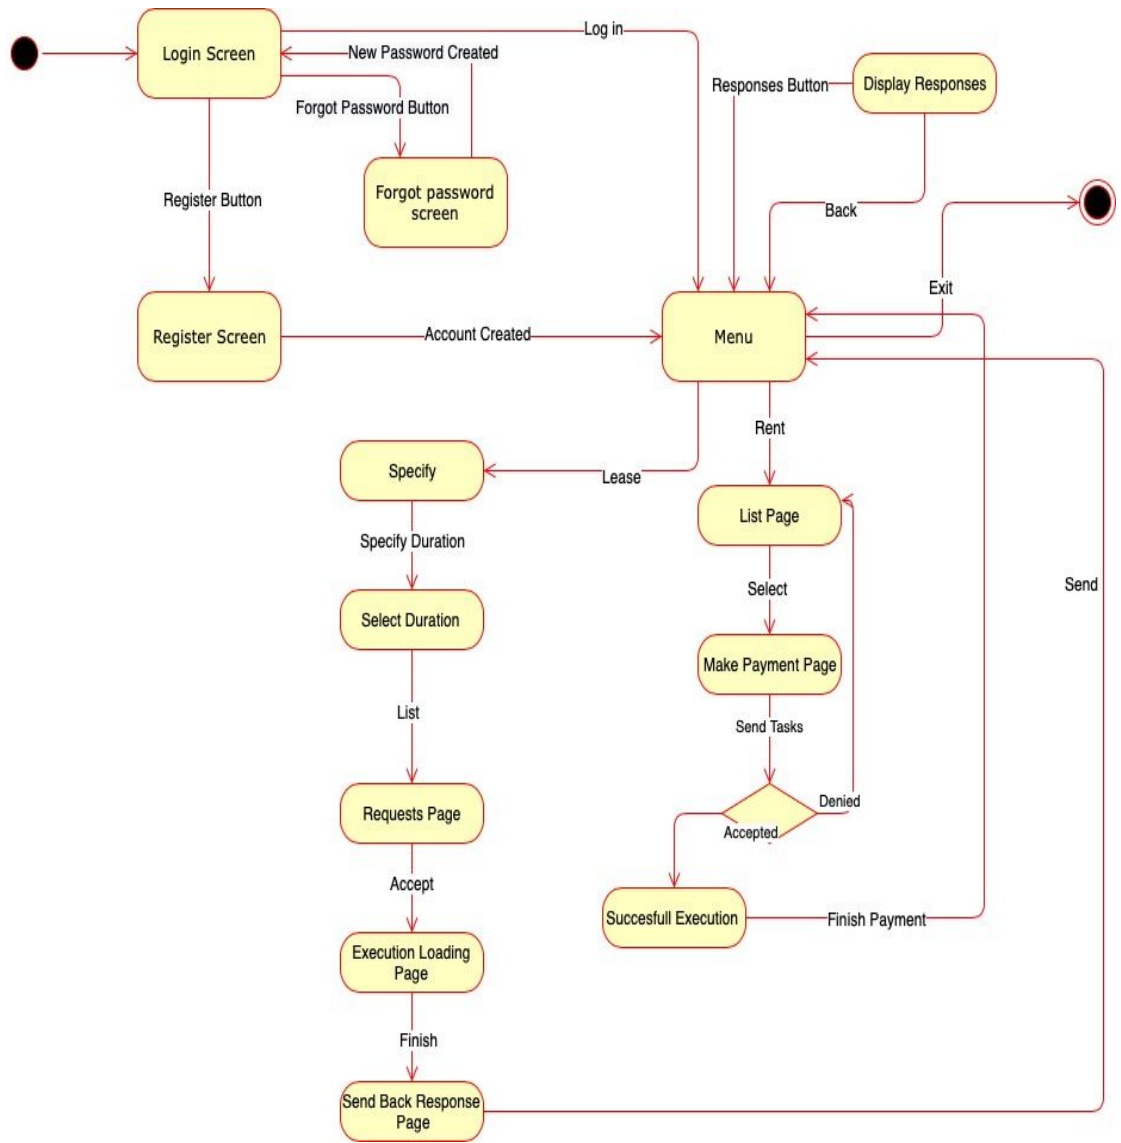 Log in
Login Screen
New Password Created
Responses Button
Display Responses
Forgot Password Button
Register Button
Forgot password
screen
Back
Exit
Register Screen
Account Created
Menu
Rent
Specify
Lease
List Page
Specify Duration
Select
Send
Select Duration
Make Payment Page
List
Send Tasks
Requests Page
Denied
Accepted
Accept
Succesfull Execution
Finish Payment
Execution Loading
Page
Finish
Send Back Response
Page